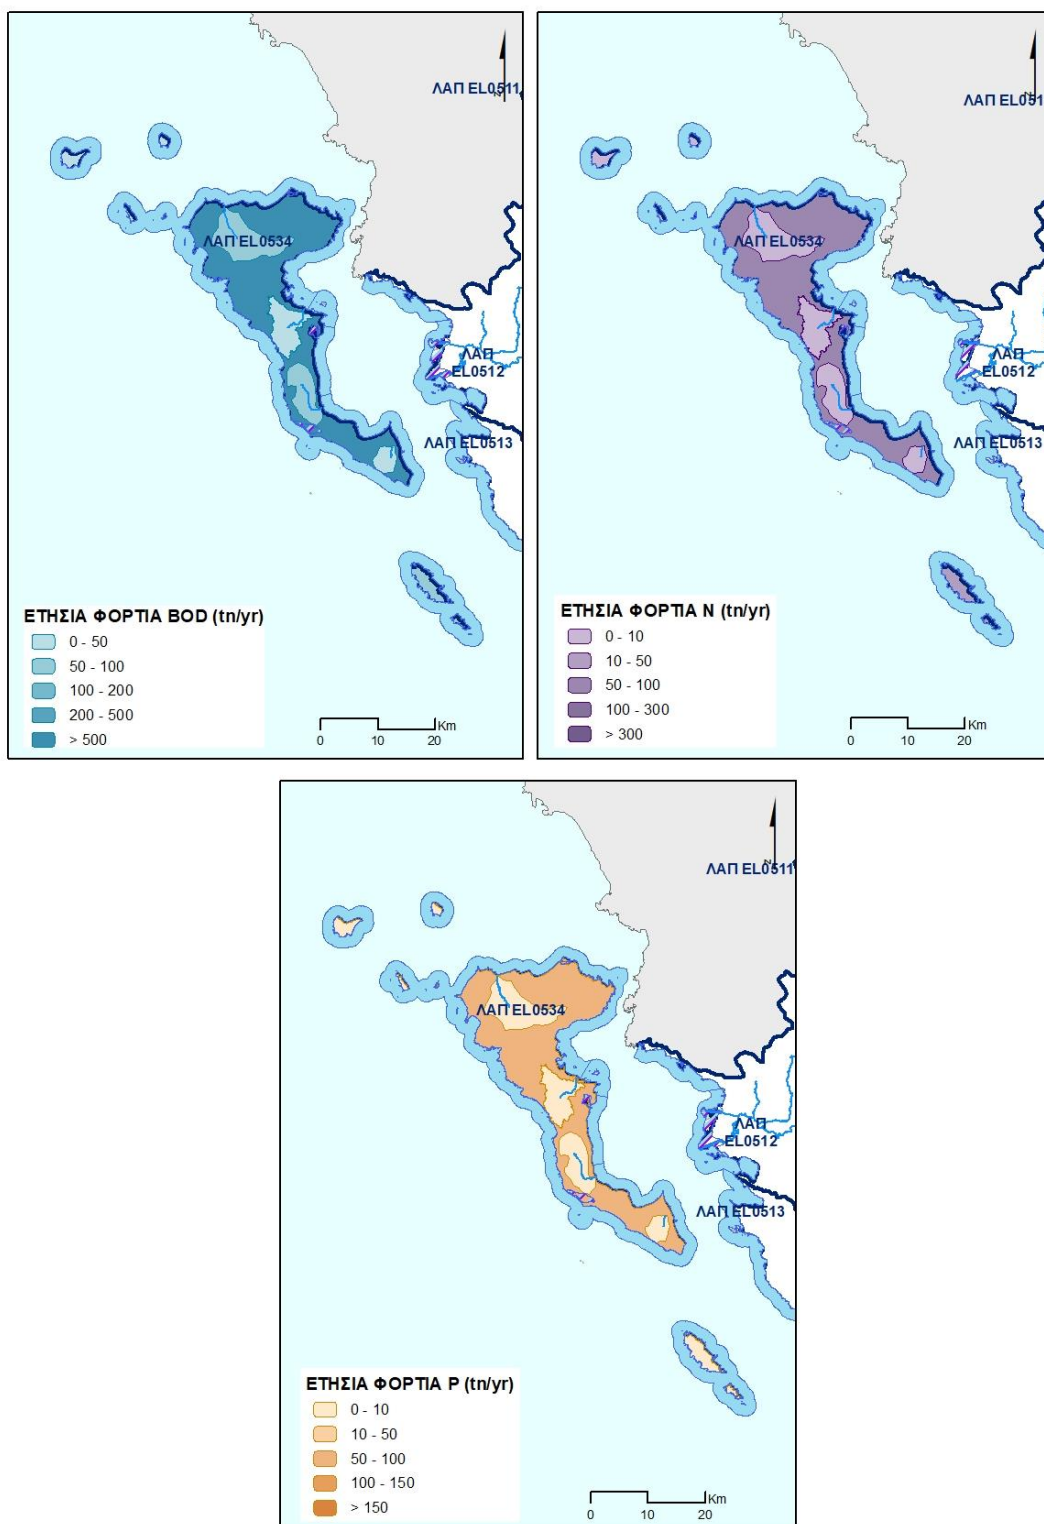 ΛΑΠ EL0511
ΛΑΠ EL0534
ΛΑΠ
EL0512
ΛΑΠ EL0513
ΕΤΗΣΙΑ ΦΟΡΤΙΑ BOD (tn/yr)
0 - 50
50 - 100
100 - 200
200 - 500
> 500
Km
0 10 20
N
ΛΑΠ EL051
ΛΑΠ EL0534
ΛΑΠ
EL0512
ΛΑΠ EL0513
ΕΤΗΣΙΑ ΦΟΡΤΙΑ N (tn/yr)
0 - 10
10 - 50
50 - 100
100 - 300
> 300
Km
0 10 20
N
ΛΑΠ EL0511
ΛΑΠ EL0534
ΛΑΠ
EL0512
ΛΑΠ EL0513
ΕΤΗΣΙΑ ΦΟΡΤΙΑ P (tn/yr)
0 - 10
10 - 50
50 - 100
100 - 150
> 150
Km
0 10 20
N